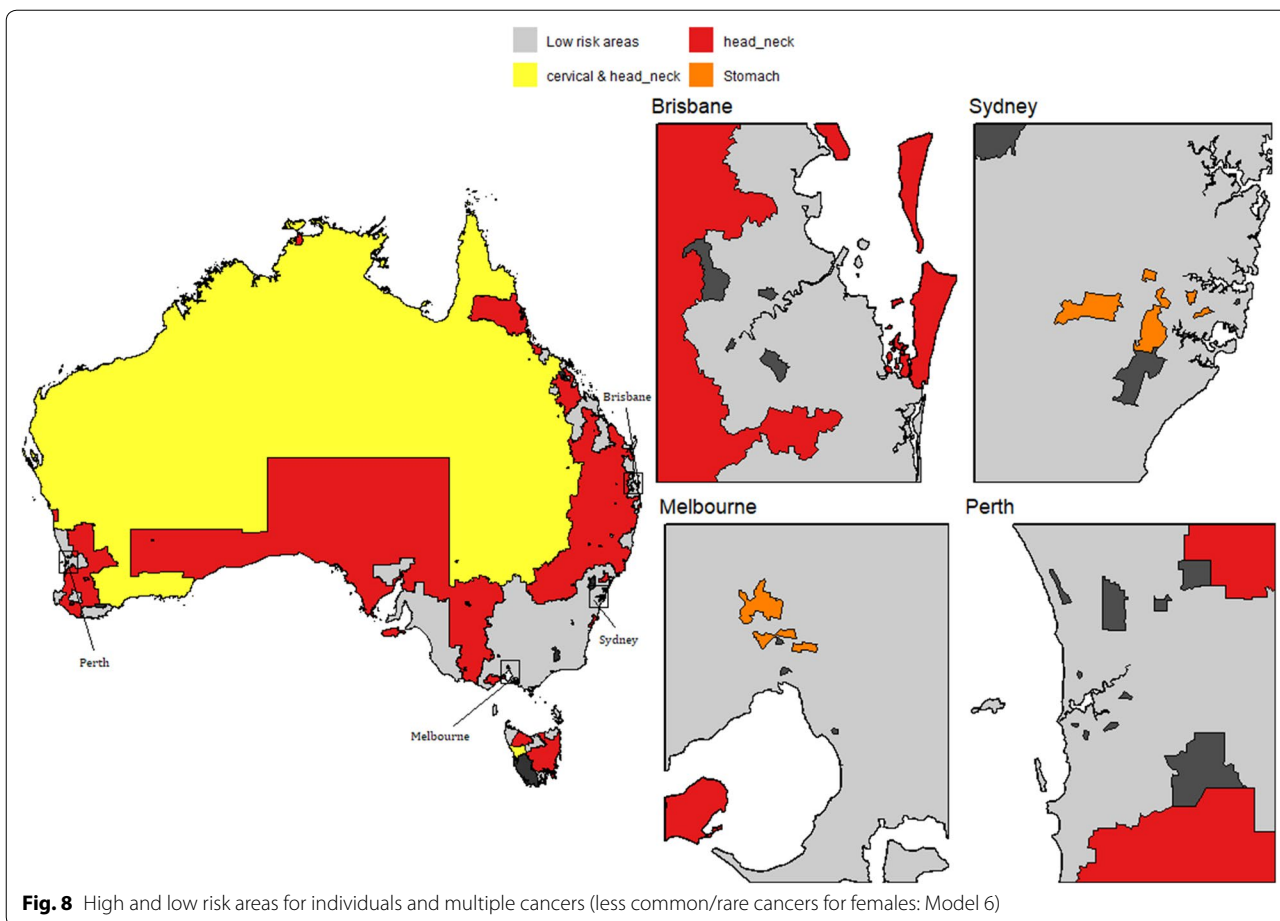 Low risk areas
head_neck
cervical & head_neck
Stomach
Brisbane
Sydney
Brisbane
Perth
Sydney
Melbourne
Melbourne
Perth
Fig. 8 High and low risk areas for individuals and multiple cancers (less common/rare cancers for females: Model 6)